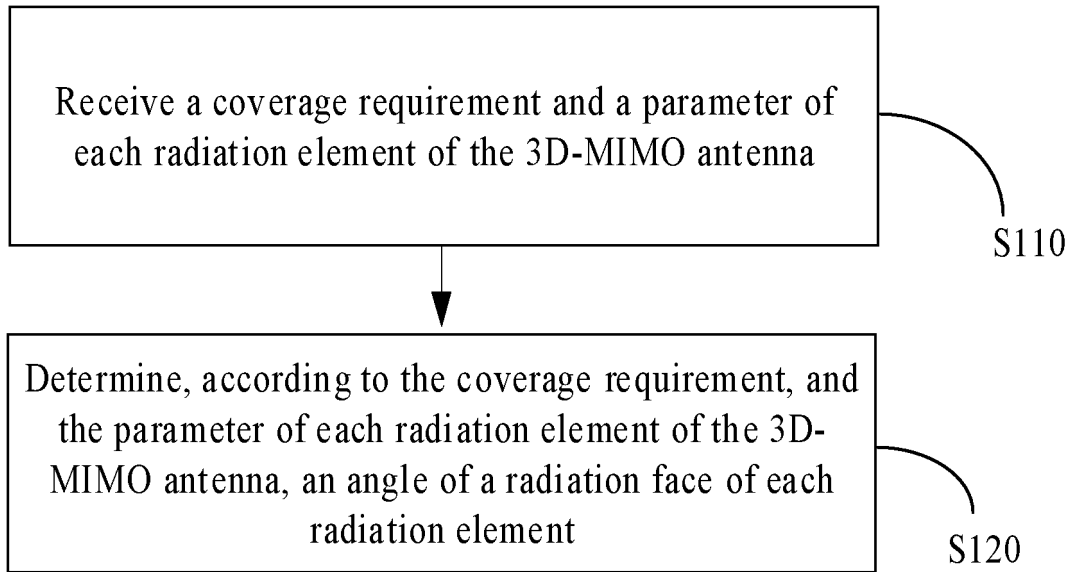 Receive a coverage requirement and a parameter of
each radiation element of the 3D-MIMO antenna
S110
Determine, according to the coverage requirement, and
the parameter of each radiation element of the 3D-
MIMO antenna, an angle of a radiation face of each
radiation element
S120